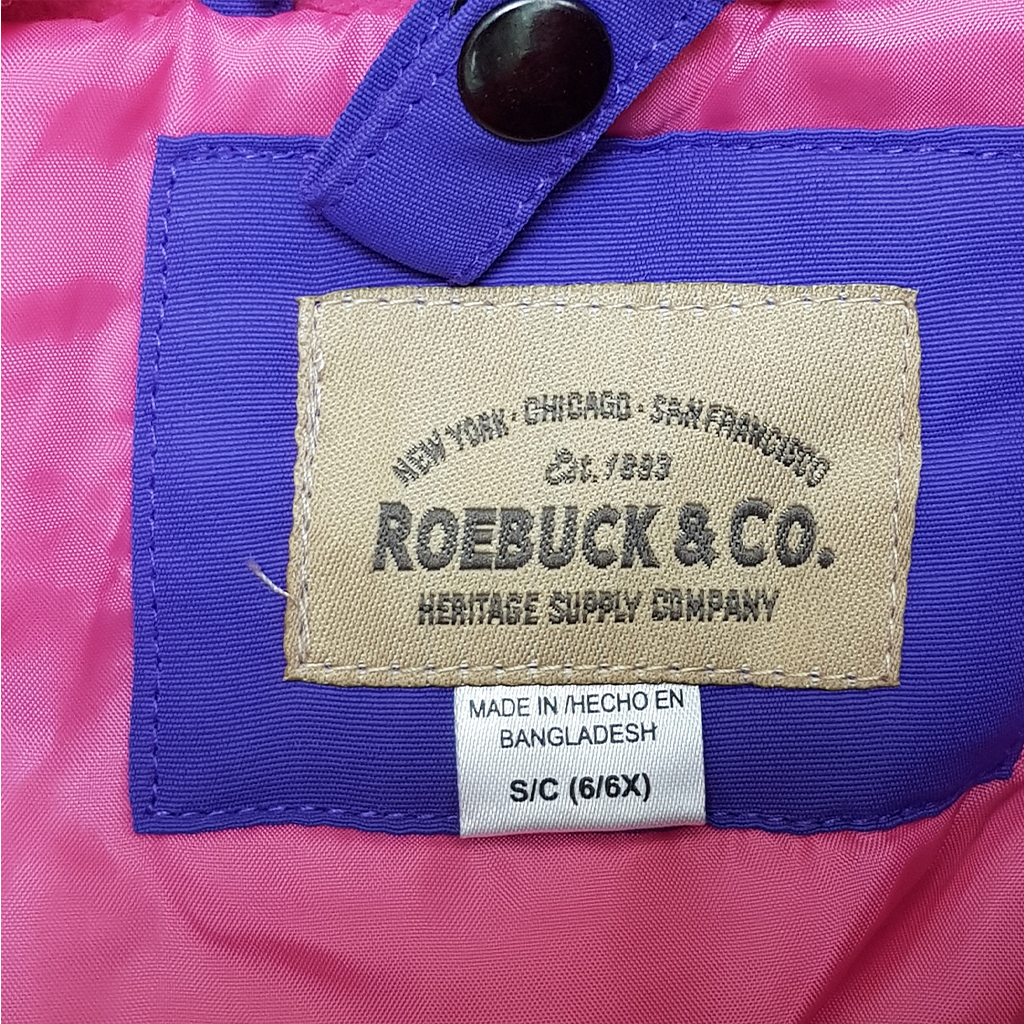 NEW YORK · CHICAGO · SAN FRANCISCO
Est. 1893
ROEBUCK & CO.
HERITAGE SUPPLY COMPANY
MADE IN /HECHO EN
BANGLADESH
S/C (6/6X)